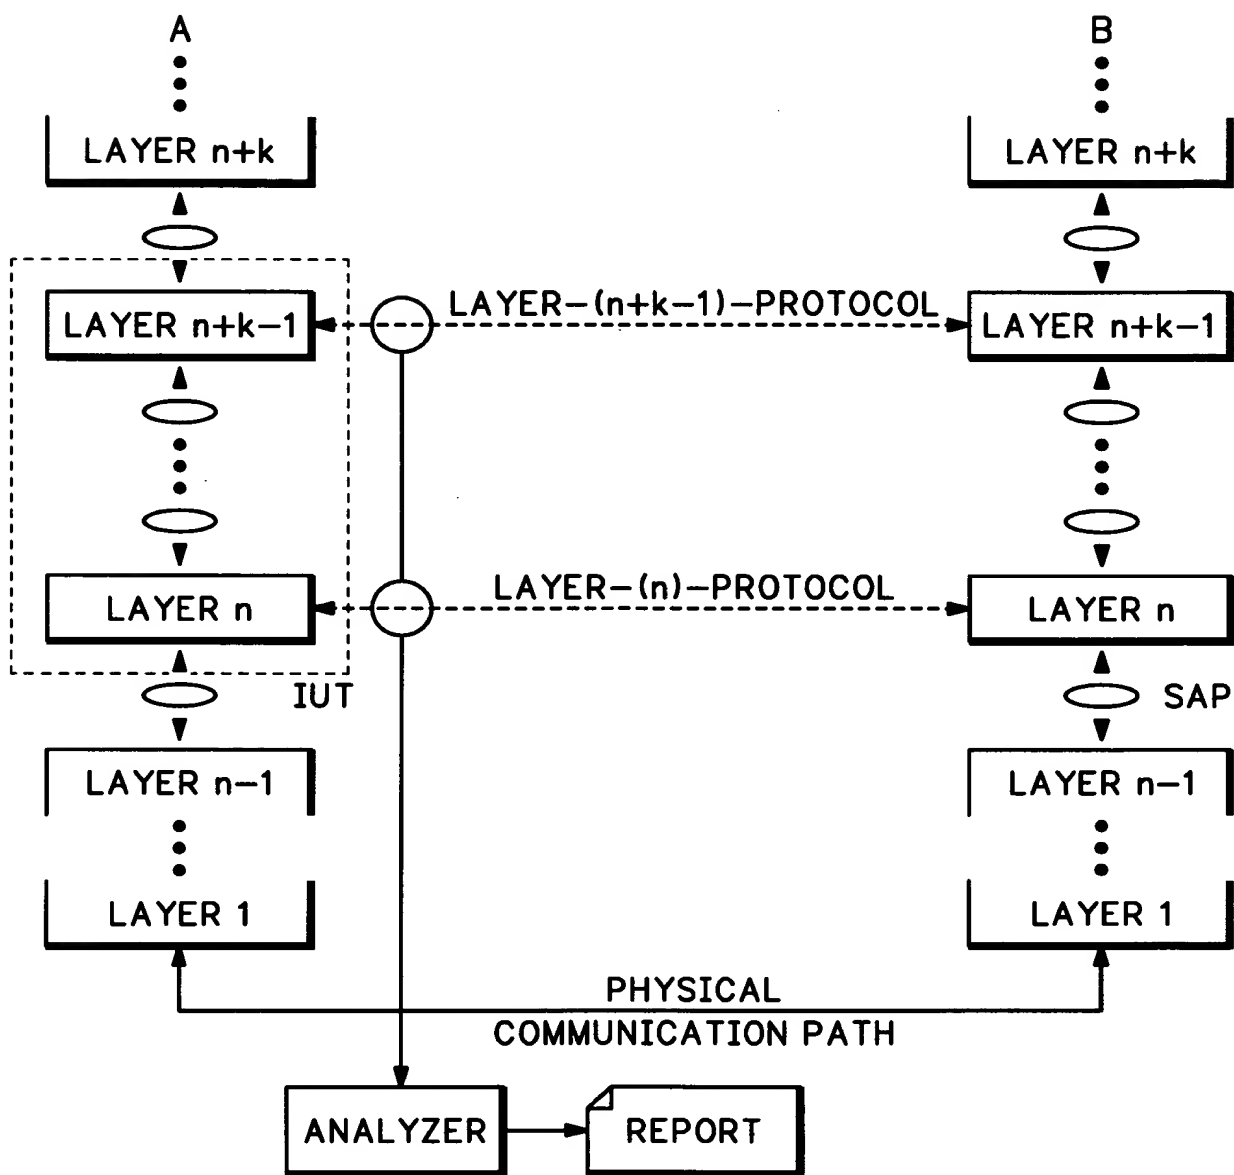 A
B
LAYER n+k
LAYER n+k
LAYER n+k-1
LAYER-(n+k-1)-PROTOCOL
LAYER n+k-1
LAYER n
LAYER-(n)-PROTOCOL
LAYER n
IUT
SAP
LAYER n-1
LAYER n-1
LAYER 1
LAYER 1
PHYSICAL
COMMUNICATION PATH
ANALYZER
REPORT